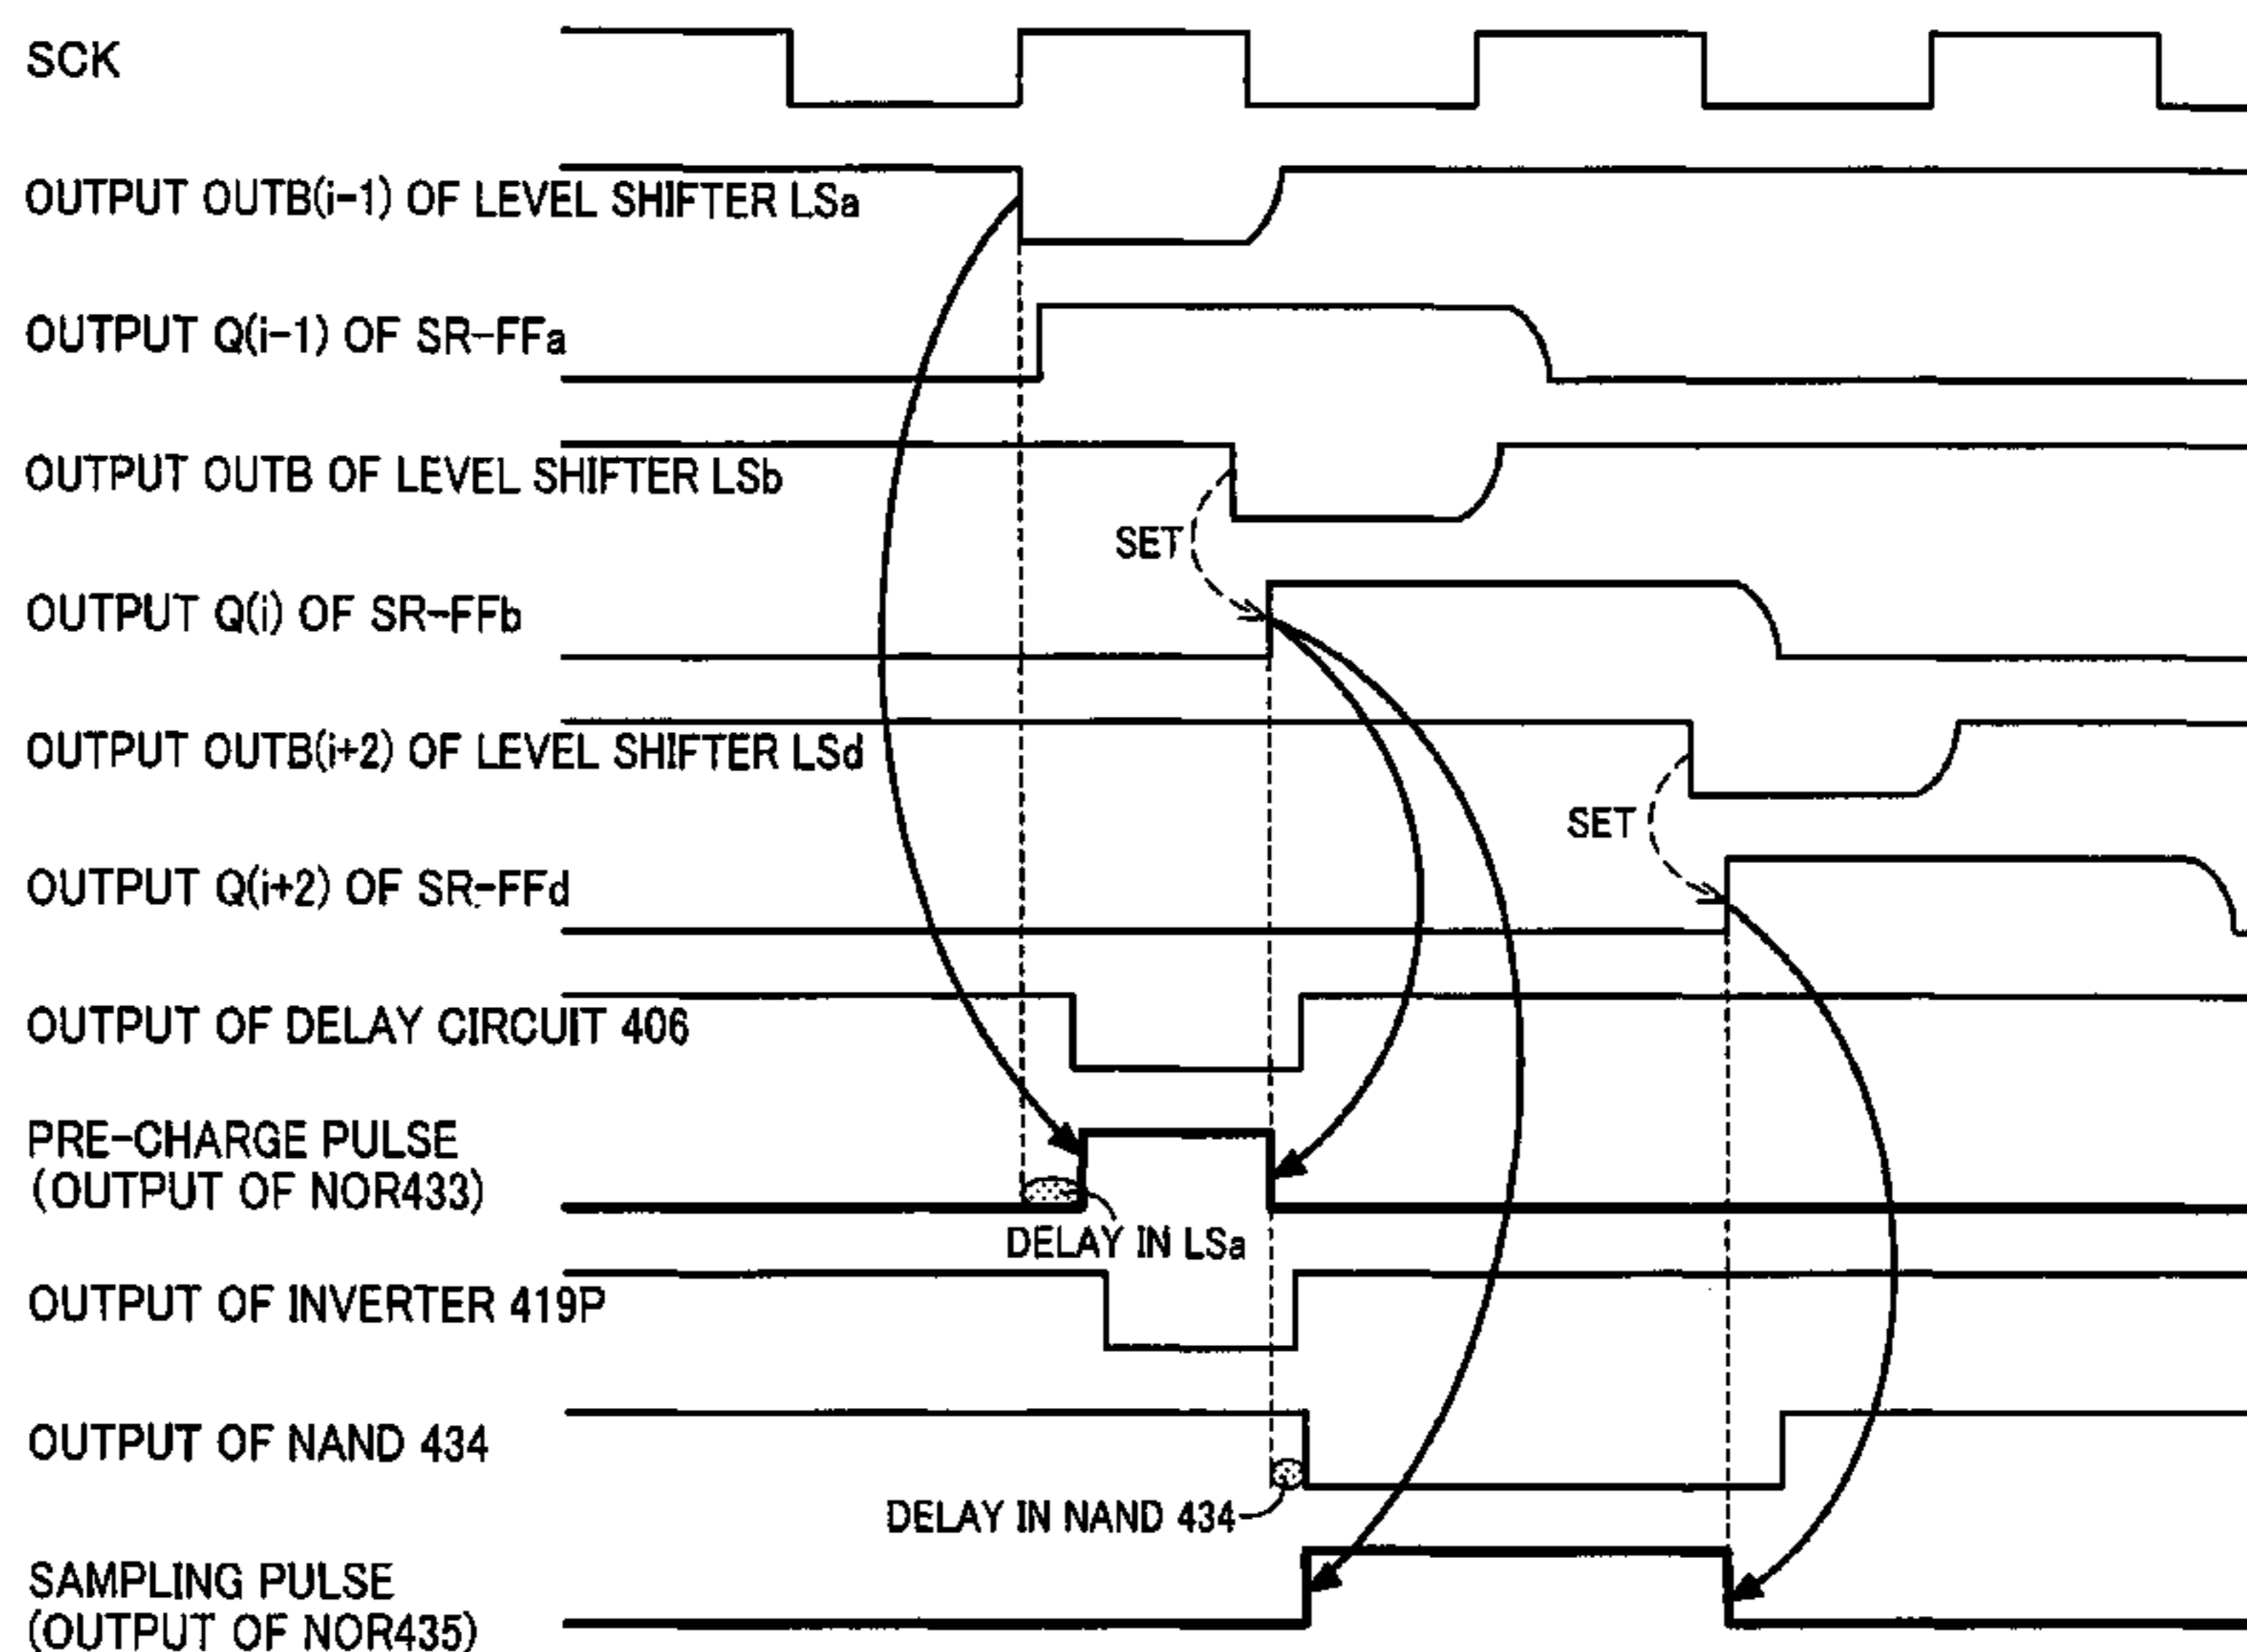 SCK
OUTPUT OUTB(i-1) OF LEVEL SHIFTER LSa
OUTPUT Q(i-1) OF SR-FFa
OUTPUT OUTB OF LEVEL SHIFTER LSb
SET
OUTPUT Q(i) OF SR-FFb
OUTPUT OUTB(i+2) OF LEVEL SHIFTER LSd
SET
OUTPUT Q(i+2) OF SR-FFd
OUTPUT OF DELAY CIRCUIT 406
PRE-CHARGE PULSE
(OUTPUT OF NOR433)
DELAY IN LSa
OUTPUT OF INVERTER 419P
OUTPUT OF NAND 434
DELAY IN NAND 434
SAMPLING PULSE
(OUTPUT OF NOR435)